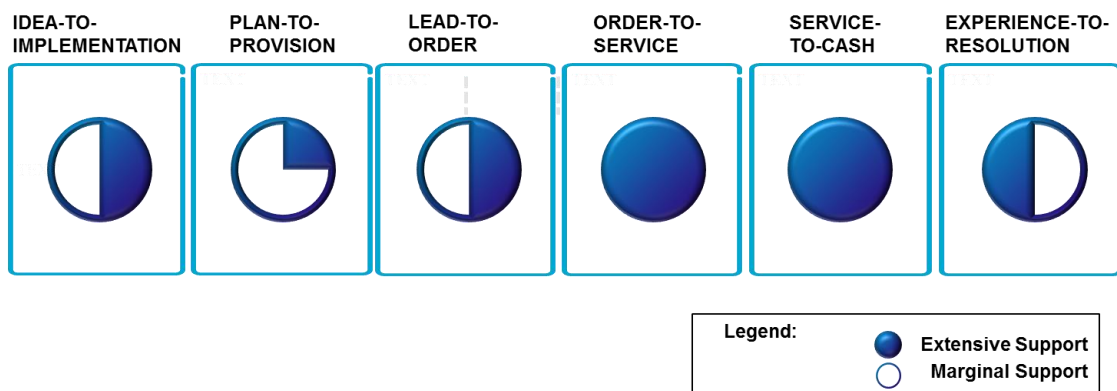 IDEA-TO-
IMPLEMENTATION
PLAN-TO-
PROVISION
LEAD-TO-
ORDER
ORDER-TO-
SERVICE
SERVICE-
TO-CASH
EXPERIENCE-TO-
RESOLUTION
Legend:
Extensive Support
Marginal Support